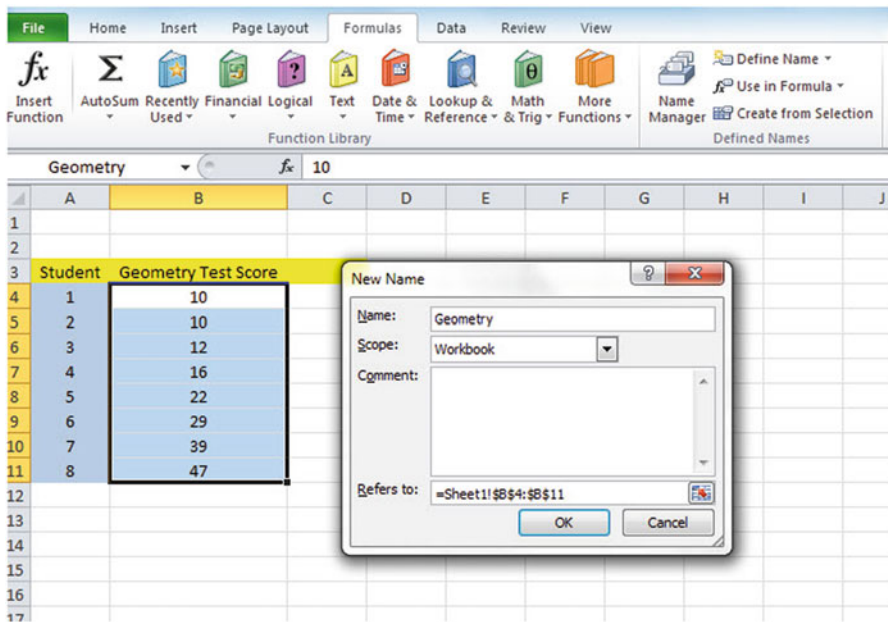 File Home Insert Page Layout Formulas Data Review View
fx Σ ? A θ
Insert Function AutoSum Recently Used Financial Logical Text Date & Time Lookup & Reference Math & Trig More Functions Name Manager
Define Name
Use in Formula
Create from Selection
Function Library Defined Names
Geometry fx 10
A B C D E F G H I J
1
2
3 Student Geometry Test Score
4 1 10
5 2 10
6 3 12
7 4 16
8 5 22
9 6 29
10 7 39
11 8 47
12
13
14
15
16
17
New Name ? X
Name: Geometry
Scope: Workbook
Comment:
Refers to: =Sheet1!$B$4:$B$11
OK Cancel